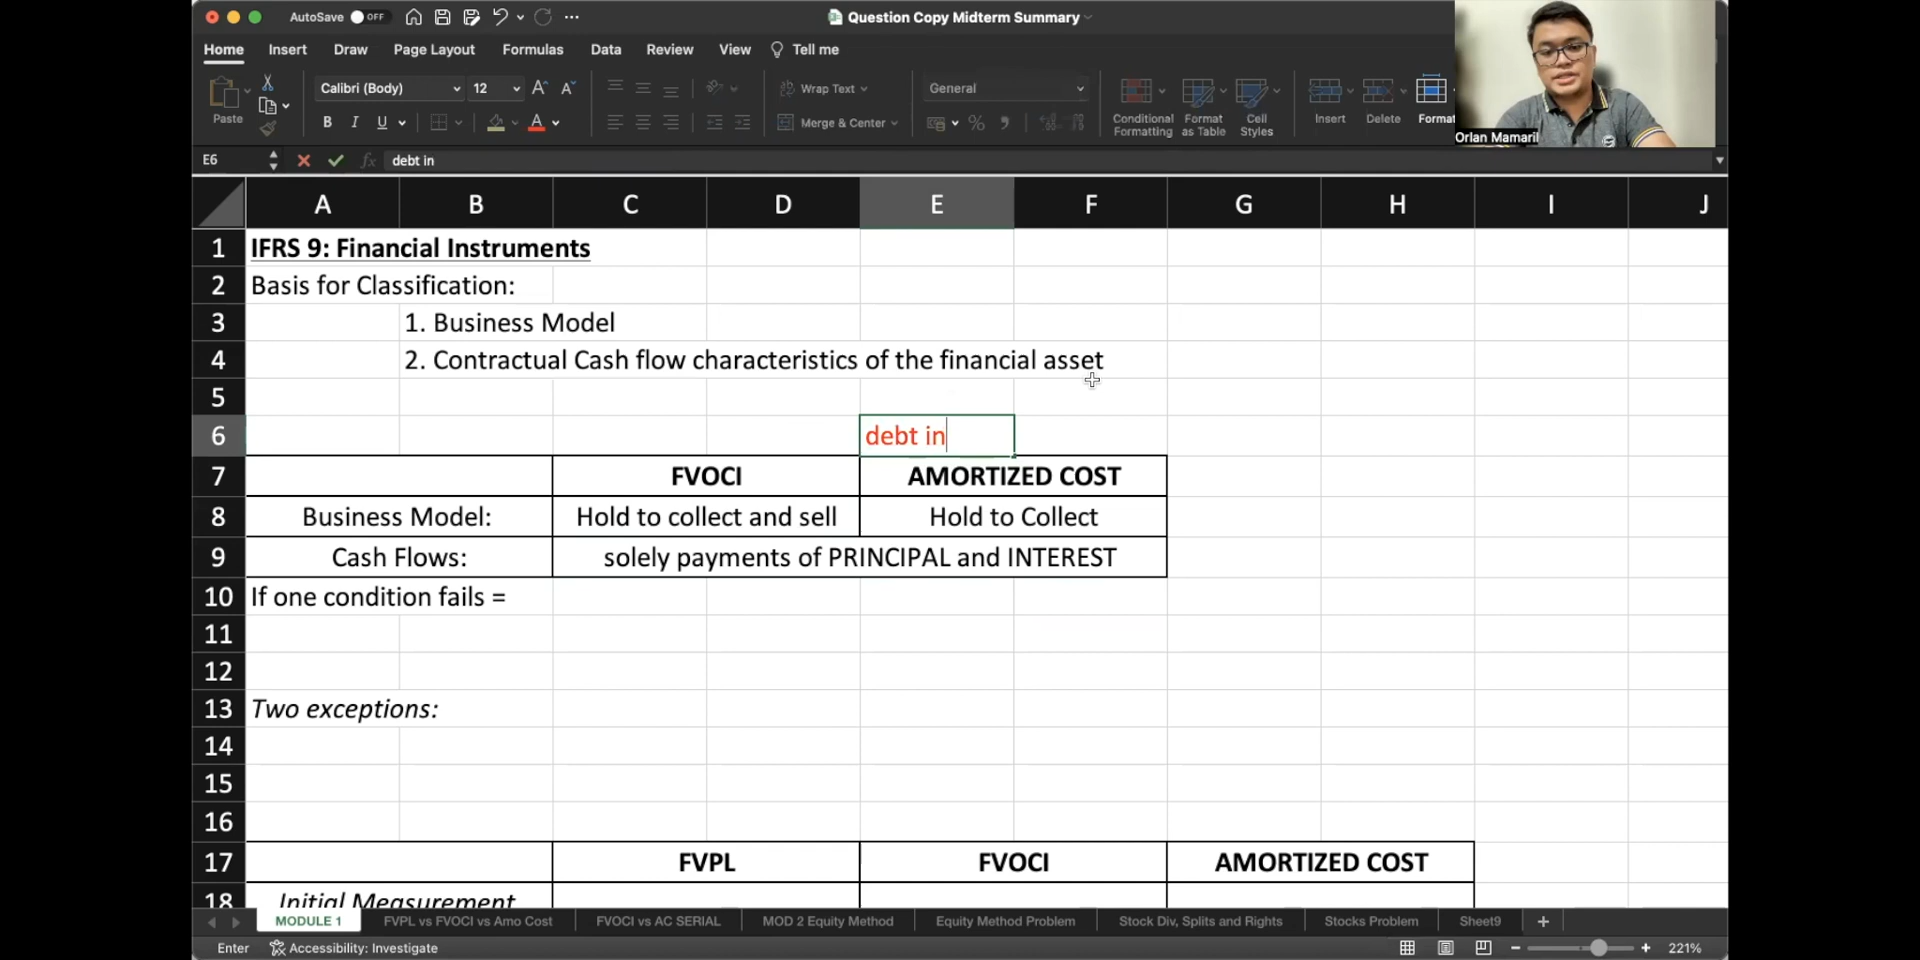 AutoSave OFF
Question Copy Midterm Summary
Home Insert Draw Page Layout Formulas Data Review View Tell me
Paste
Calibri (Body) 12 A A
B I U A
Wrap Text
Merge & Center
General
%
Conditional Formatting
Format as Table
Cell Styles
Insert
Delete
Format
Orlan Mamaril
E6 fx debt in
A B C D E F G H I J
1 IFRS 9: Financial Instruments
2 Basis for Classification:
3 1. Business Model
4 2. Contractual Cash flow characteristics of the financial asset
5
6 debt in
7 FVOCI AMORTIZED COST
8 Business Model: Hold to collect and sell Hold to Collect
9 Cash Flows: solely payments of PRINCIPAL and INTEREST
10 If one condition fails =
11
12
13 Two exceptions:
14
15
16
17 FVPL FVOCI AMORTIZED COST
18 Initial Measurement
MODULE 1 FVPL vs FVOCI vs Amo Cost FVOCI vs AC SERIAL MOD 2 Equity Method Equity Method Problem Stock Div, Splits and Rights Stocks Problem Sheet9 +
Enter Accessibility: Investigate 221%